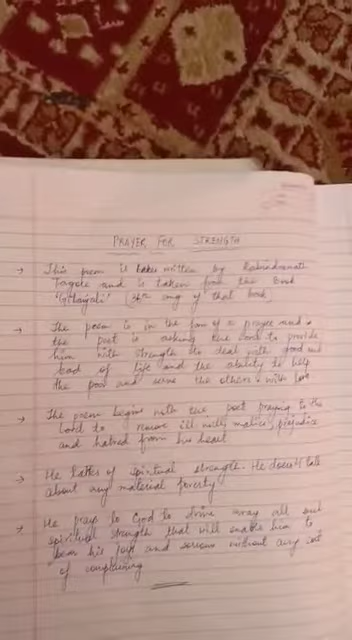 PRAYER FOR STRENGTH
→ This poem is written by Rabindranath
Tagore and is taken from the Book
"Gitanjali" (36th song of that book)
→ The poem is in the form of a prayer and
the poet is asking the Lord to provide
him with strength to deal with good and
bad of life and the ability to help
the poor and serve the others with
→ The poem begins with the poet praying to the
Lord to remove ill will, malice, prejudice
and hatred from his heart
→ He talks of spiritual strength. He doesn't talk
about any material poverty
→ He prays to God to drive away all
spiritual strength that will enable him to
bear his joys and sorrows without any
of complaining